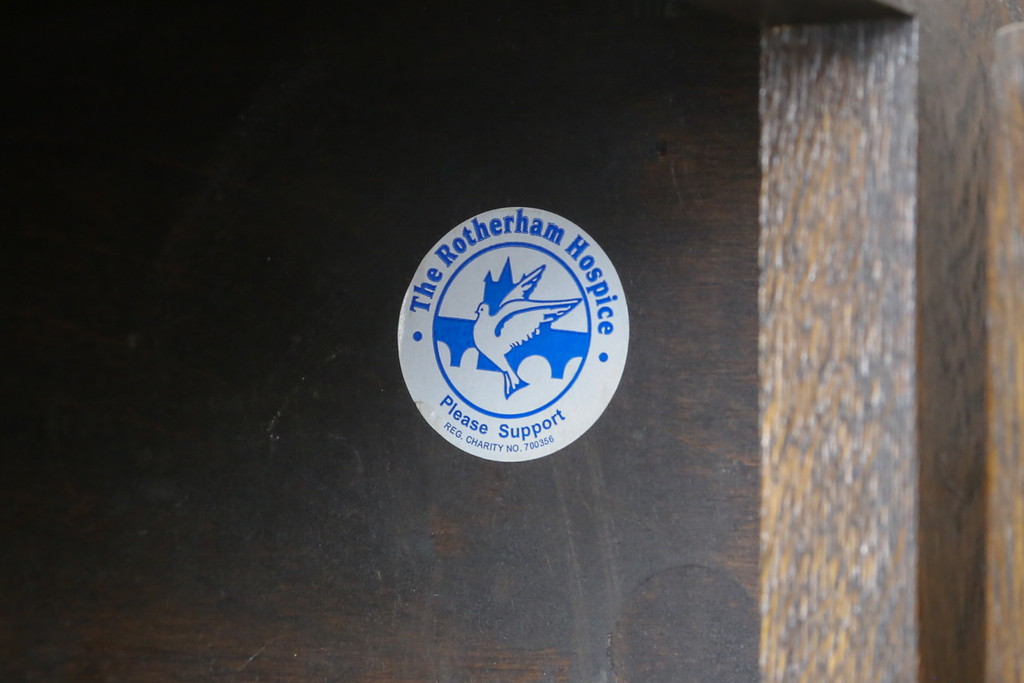 • The Rotherham Hospice •
Please Support
REG. CHARITY NO. 700356